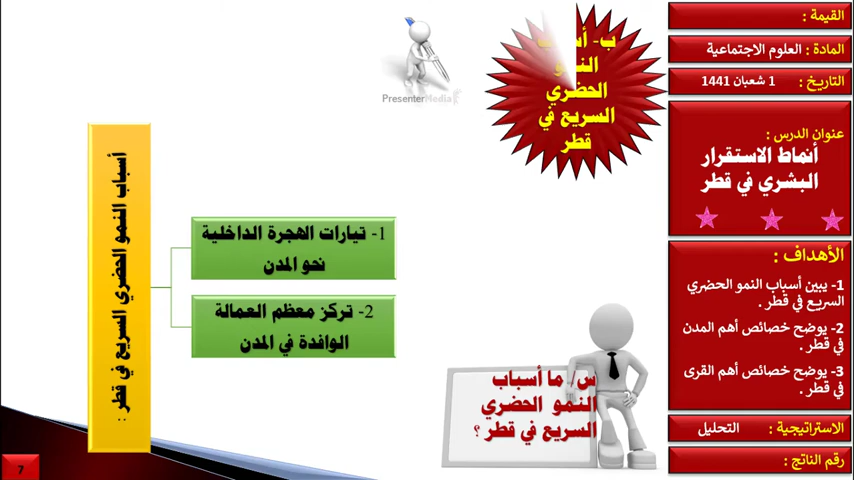 القيمة :
المادة : العلوم الاجتماعية
التاريخ : 1 شعبان 1441
عنوان الدرس :
أنماط الاستقرار
البشري في قطر
الأهداف :
1- يبين أسباب النمو الحضري
السريع في قطر .
2- يوضح خصائص أهم المدن
في قطر .
3- يوضح خصائص أهم القرى
في قطر .
الاستراتيجية : التحليل
رقم الناتج :
ب- أسباب
النمو
الحضري
السريع في
قطر
PresenterMedia
أسباب النمو الحضري السريع في قطر :
1- تيارات الهجرة الداخلية
نحو المدن
2- تركز معظم العمالة
الوافدة في المدن
س/ ما أسباب
النمو الحضري
السريع في قطر ؟
7